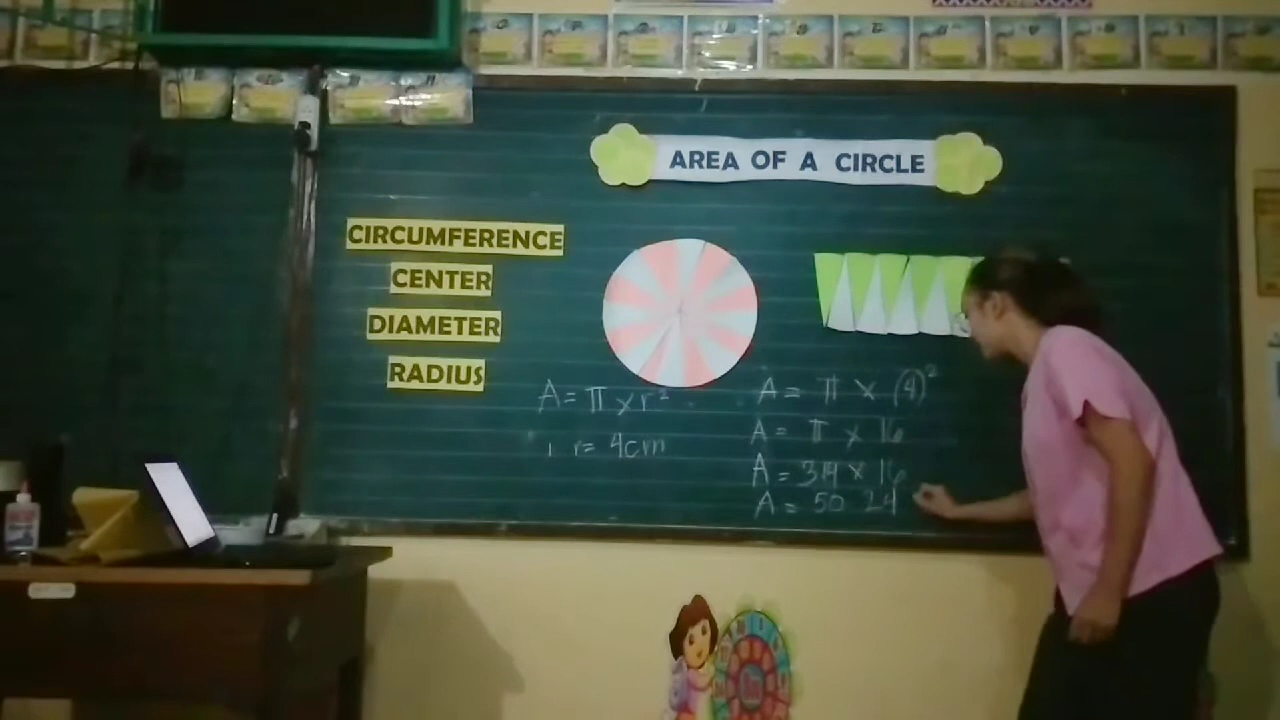 AREA OF A CIRCLE
CIRCUMFERENCE
CENTER
DIAMETER
RADIUS
A = π x r²
r = 4cm
A = π x (4)²
A = π x 16
A = 3.14 x 16
A = 50.24